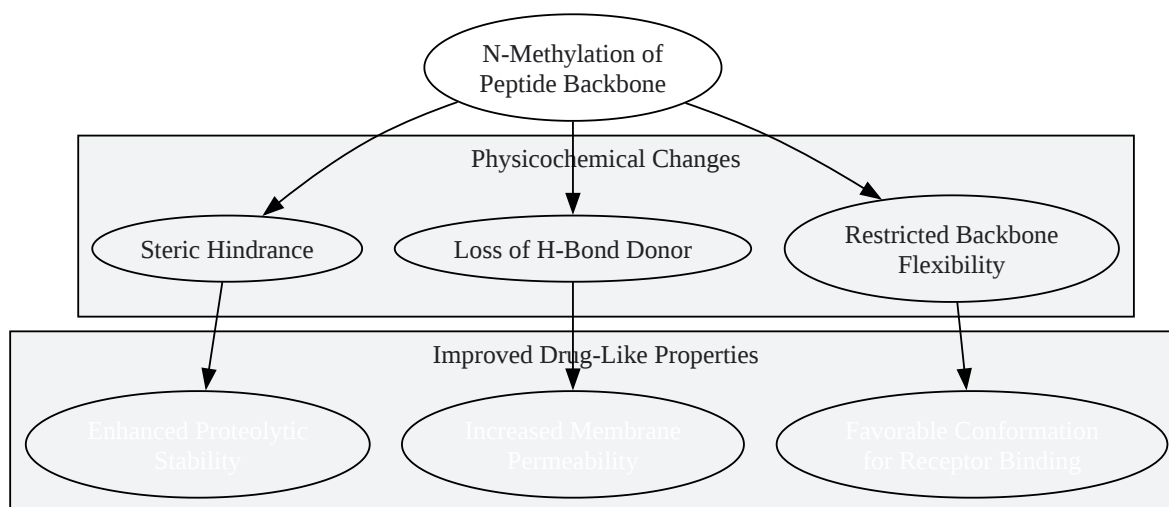 N-Methylation of
Peptide Backbone
Physicochemical Changes
Steric Hindrance
Loss of H-Bond Donor
Restricted Backbone
Flexibility
Improved Drug-Like Properties
Enhanced Proteolytic
Stability
Increased Membrane
Permeability
Favorable Conformation
for Receptor Binding